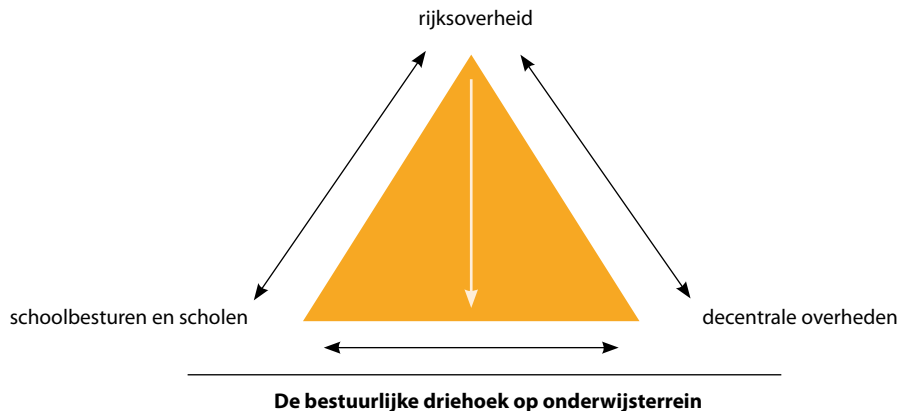 rijksoverheid
schoolbesturen en scholen
decentrale overheden
De bestuurlijke driehoek op onderwijsterrein